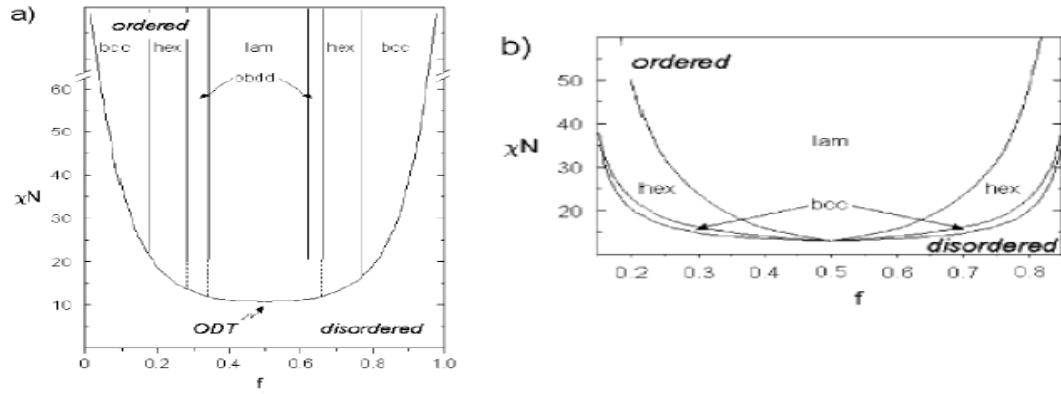 a)
ordered
bcc hex lam hex bcc
obdd
60
50
χN 40
30
20
10
ODT disordered
0 0.2 0.4 0.6 0.8 1.0
f
b)
ordered
50
χN 40
lam
30
hex hex
20 bcc
disordered
0.2 0.3 0.4 0.5 0.6 0.7 0.8
f